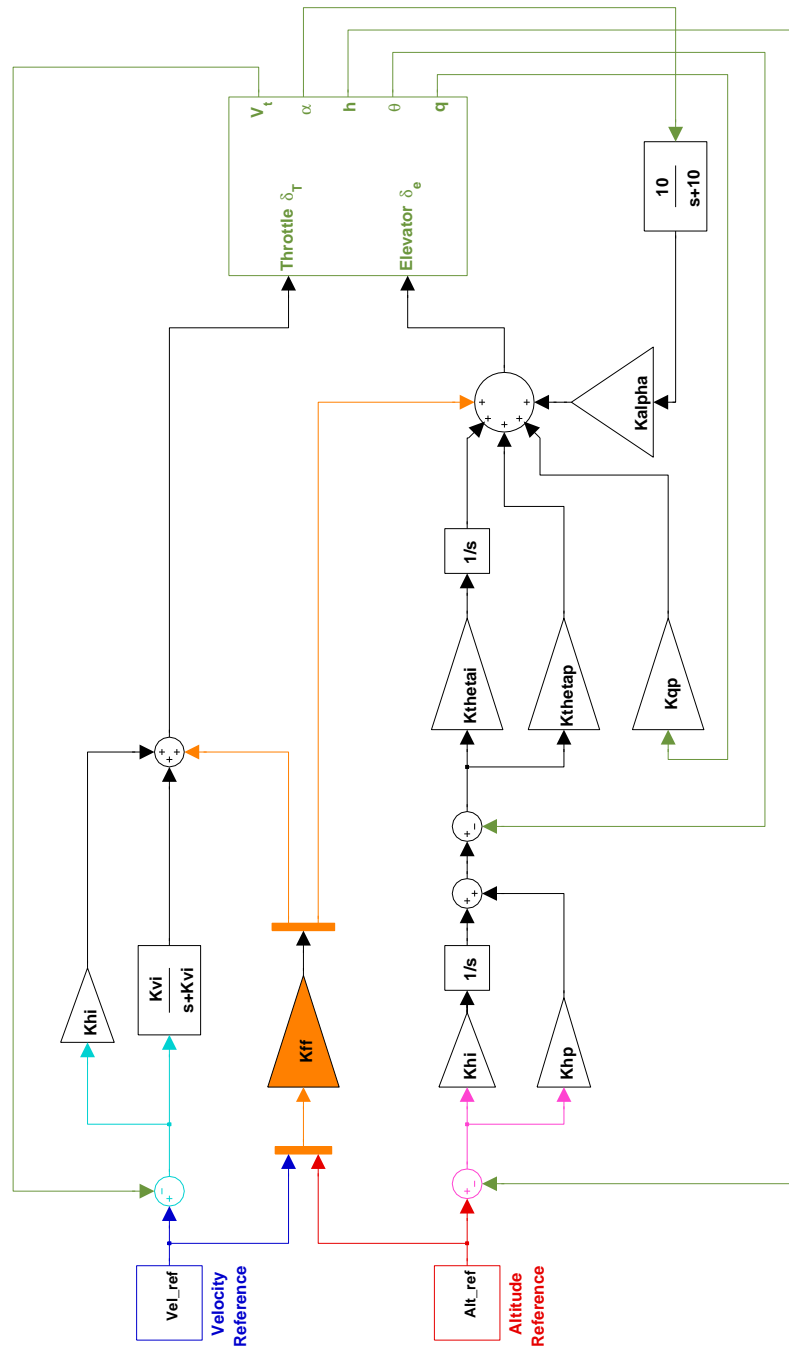 Vel_ref
Velocity
Reference
+
-
Khi
Kvi
s+Kvi
+
+
+
Kff
Throttle δT
Elevator δe
Vt
α
h
θ
q
Alt_ref
Altitude
Reference
+
-
Khi
1/s
Khp
+
+
+
-
Kthetai
1/s
Kthetap
Kqp
+
+
+
+
+
Kalpha
10
s+10